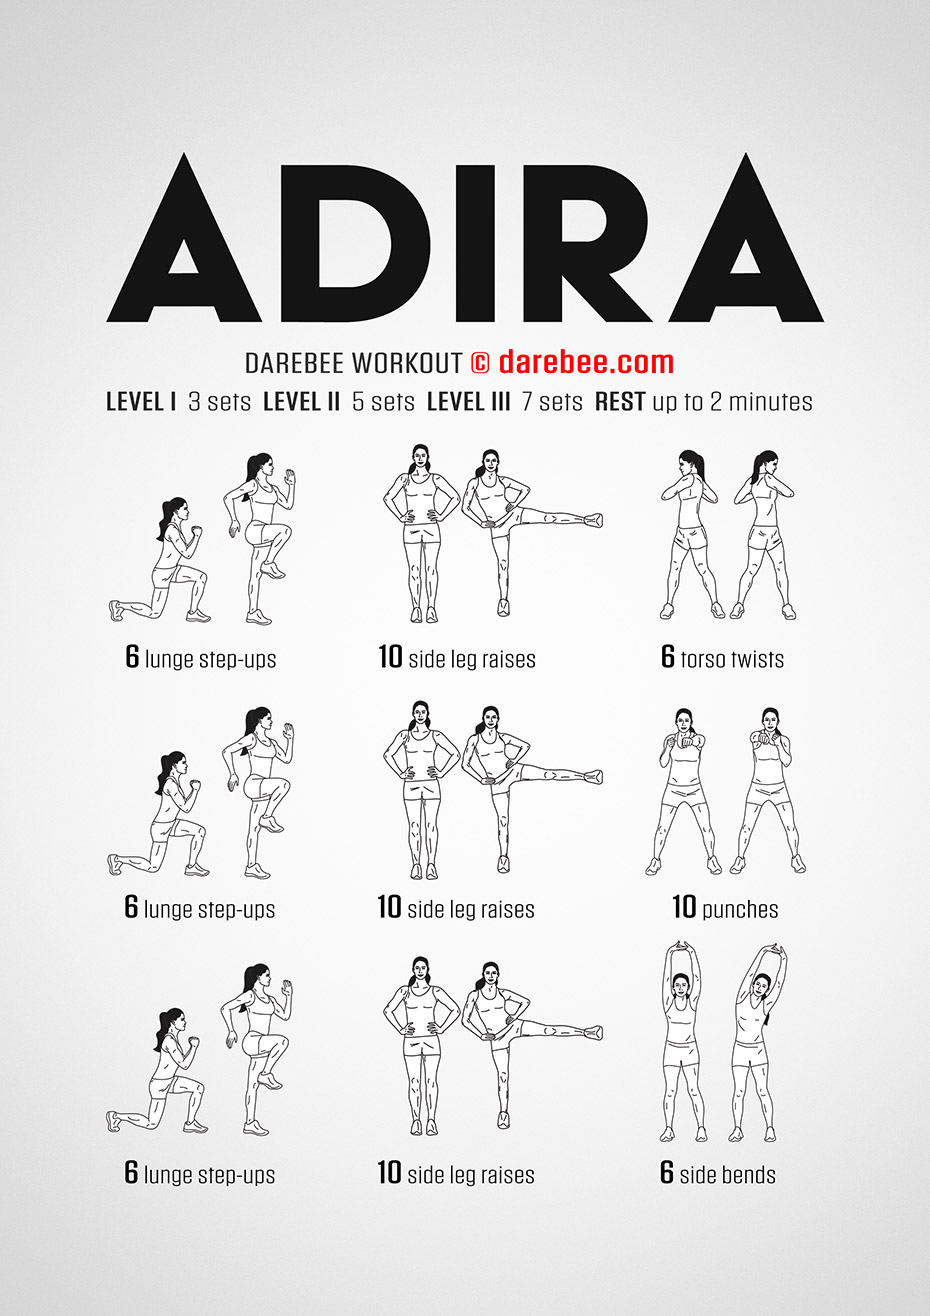 ADIRA
DAREBEE WORKOUT © darebee.com
LEVEL I 3 sets LEVEL II 5 sets LEVEL III 7 sets REST up to 2 minutes
6 lunge step-ups
10 side leg raises
6 torso twists
6 lunge step-ups
10 side leg raises
10 punches
6 lunge step-ups
10 side leg raises
6 side bends